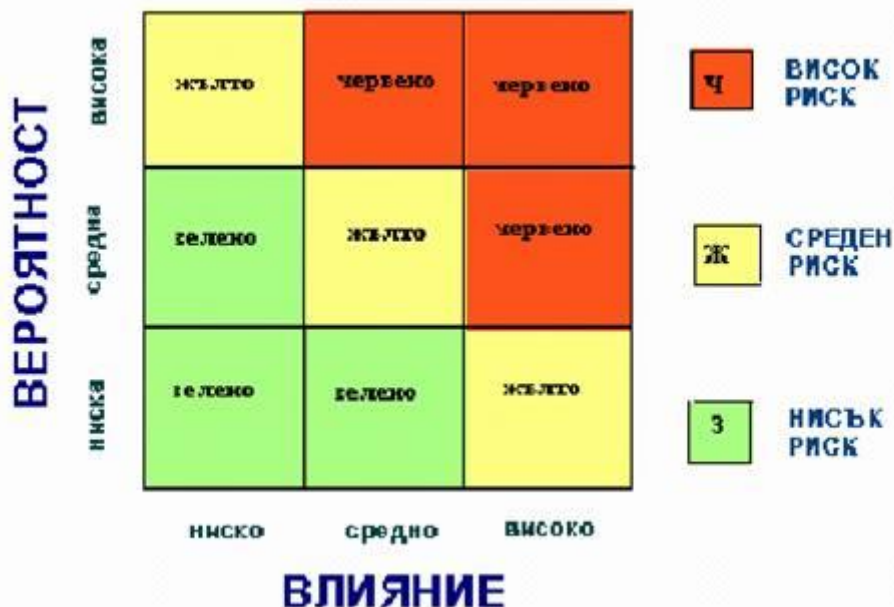 ВЕРОЯТНОСТ
висока
жълто
червено
червено
средна
зелено
жълто
червено
ниска
зелено
зелено
жълто
ниско
средно
високо
ВЛИЯНИЕ
Ч
ВИСОК
РИСК
Ж
СРЕДЕН
РИСК
З
НИСЪК
РИСК